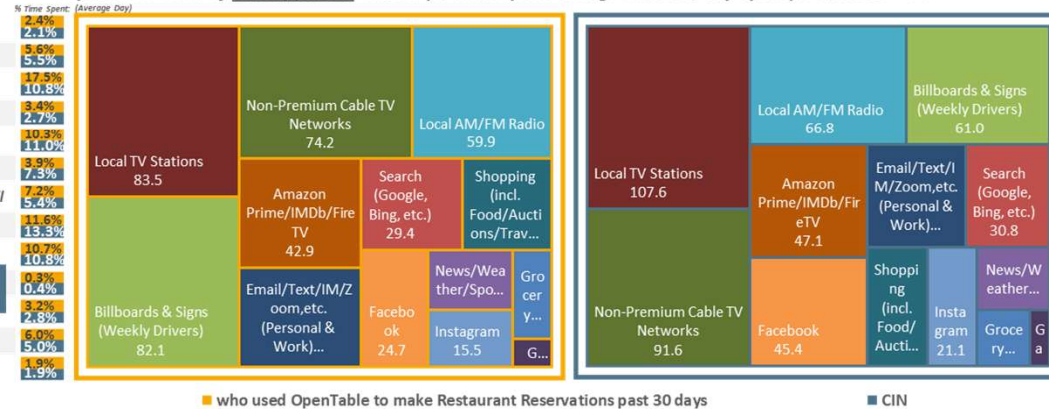 % Time Spent: (Average Day)
2.4%
2.1%
5.6%
5.5%
17.5%
10.8%
3.4%
2.7%
10.3%
11.0%
3.9%
7.3%
7.2%
5.4%
11.6%
13.3%
10.7%
10.8%
0.3%
0.4%
3.2%
2.8%
6.0%
5.0%
1.9%
1.9%
Local TV Stations
83.5
Billboards & Signs
(Weekly Drivers)
82.1
Non-Premium Cable TV
Networks
74.2
Local AM/FM Radio
59.9
Amazon
Prime/IMDb/Fire
TV
42.9
Search
(Google,
Bing, etc.)
29.4
Shopping
(incl.
Food/Aucti
ons/Trav...
Email/Text/IM/Z
oom,etc.
(Personal &
Work)...
Facebo
ok
24.7
News/Wea
ther/Spo...
Instagram
15.5
Gro
cer
y...
G...
Local TV Stations
107.6
Non-Premium Cable TV
Networks
91.6
Local AM/FM Radio
66.8
Billboards & Signs
(Weekly Drivers)
61.0
Amazon
Prime/IMDb/Fir
eTV
47.1
Email/Text/I
M/Zoom,etc.
(Personal &
Work)...
Search
(Google,
Bing, etc.)
30.8
Facebook
45.4
Shoppi
ng
(incl.
Food/
Aucti...
Insta
gram
21.1
News/W
eather...
Groce
ry...
G
a
who used OpenTable to make Restaurant Reservations past 30 days
CIN